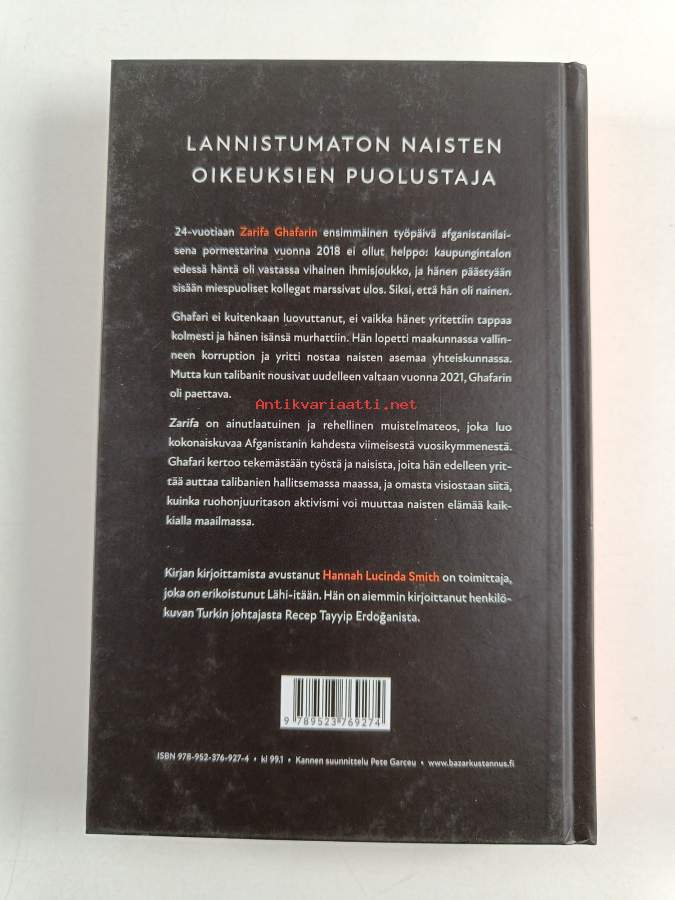 LANNISTUMATON NAISTEN
OIKEUKSIEN PUOLUSTAJA
24-vuotiaan Zarifa Ghafarin ensimmäinen työpäivä afganistanilai-
sena pormestarina vuonna 2018 ei ollut helppo: kaupungintalon
edessä häntä oli vastassa vihainen ihmisjoukko, ja hänen päästyään
sisään miespuoliset kollegat marssivat ulos. Siksi, että hän oli nainen.
Ghafari ei kuitenkaan luovuttanut, ei vaikka hänet yritettiin tappaa
kolmesti ja hänen isänsä murhattiin. Hän lopetti maakunnassa vallin-
neen korruption ja yritti nostaa naisten asemaa yhteiskunnassa.
Mutta kun talibanit nousivat uudelleen valtaan vuonna 2021, Ghafarin
oli paettava.
Antikvariaatti.net
Zarifa on ainutlaatuinen ja rehellinen muistelmateos, joka luo
kokonaiskuvaa Afganistanin kahdesta viimeisestä vuosikymmenestä.
Ghafari kertoo tekemästään työstä ja naisista, joita hän edelleen yrit-
tää auttaa talibanien hallitsemassa maassa, ja omasta visiostaan siitä,
kuinka ruohonjuuritason aktivismi voi muuttaa naisten elämää kaik-
kialla maailmassa.
Kirjan kirjoittamista avustanut Hannah Lucinda Smith on toimittaja,
joka on erikoistunut Lähi-itään. Hän on aiemmin kirjoittanut henkilö-
kuvan Turkin johtajasta Recep Tayyip Erdoğanista.
9 789523 769274
ISBN 978-952-376-927-4 • kl 99.1 • Kannen suunnittelu Pete Garceu • www.bazarkustannus.fi